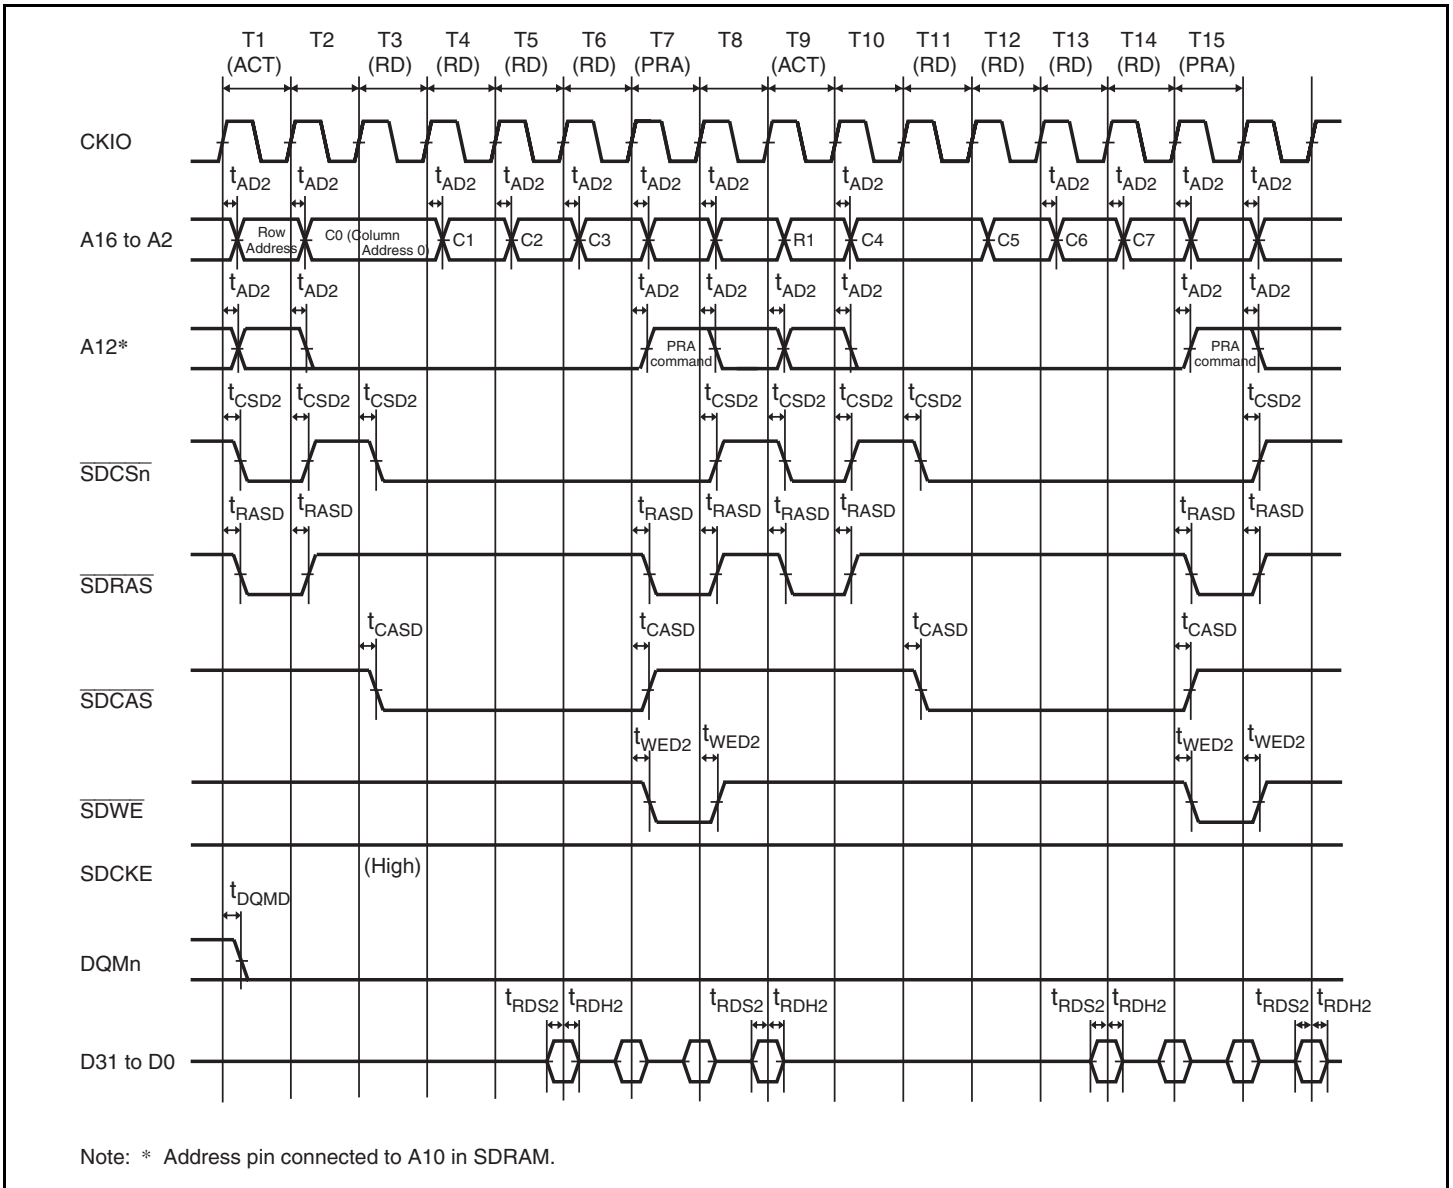 T1 T2 T3 T4 T5 T6 T7 T8 T9 T10 T11 T12 T13 T14 T15
(ACT) (RD) (RD) (RD) (RD) (PRA) (ACT) (RD) (RD) (RD) (RD) (PRA)
CKIO
tAD2 tAD2 tAD2 tAD2 tAD2 tAD2 tAD2 tAD2 tAD2 tAD2 tAD2 tAD2
A16 to A2
Row
Address
C0 (Column
Address 0)
C1 C2 C3 R1 C4 C5 C6 C7
tAD2 tAD2 tAD2 tAD2 tAD2 tAD2 tAD2 tAD2
A12*
PRA
command
PRA
command
tCSD2 tCSD2 tCSD2 tCSD2 tCSD2 tCSD2 tCSD2 tCSD2
SDCSn
tRASD tRASD tRASD tRASD tRASD tRASD tRASD tRASD
SDRAS
tCASD tCASD tCASD tCASD
SDCAS
tWED2 tWED2 tWED2 tWED2
SDWE
SDCKE
(High)
tDQMD
DQMn
tRDS2 tRDH2 tRDS2 tRDH2 tRDS2 tRDH2 tRDS2 tRDH2
D31 to D0
Note: * Address pin connected to A10 in SDRAM.